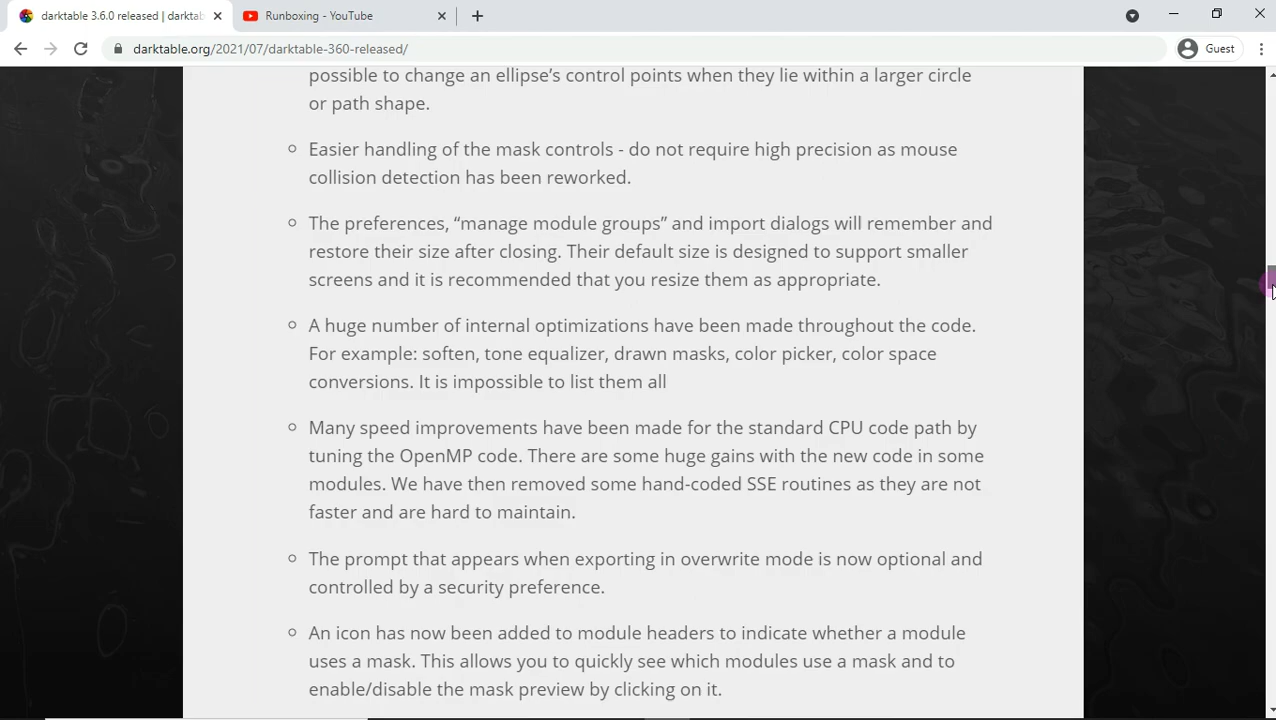 darktable 3.6.0 released | darktab
Runboxing - YouTube
darktable.org/2021/07/darktable-360-released/
Guest
possible to change an ellipse’s control points when they lie within a larger circle
or path shape.
Easier handling of the mask controls - do not require high precision as mouse
collision detection has been reworked.
The preferences, “manage module groups” and import dialogs will remember and
restore their size after closing. Their default size is designed to support smaller
screens and it is recommended that you resize them as appropriate.
A huge number of internal optimizations have been made throughout the code.
For example: soften, tone equalizer, drawn masks, color picker, color space
conversions. It is impossible to list them all
Many speed improvements have been made for the standard CPU code path by
tuning the OpenMP code. There are some huge gains with the new code in some
modules. We have then removed some hand-coded SSE routines as they are not
faster and are hard to maintain.
The prompt that appears when exporting in overwrite mode is now optional and
controlled by a security preference.
An icon has now been added to module headers to indicate whether a module
uses a mask. This allows you to quickly see which modules use a mask and to
enable/disable the mask preview by clicking on it.